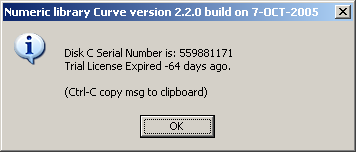 Numeric library Curve version 2.2.0 build on 7-OCT-2005
Disk C Serial Number is: 559881171
Trial License Expired -64 days ago.
(Ctrl-C copy msg to clipboard)
OK